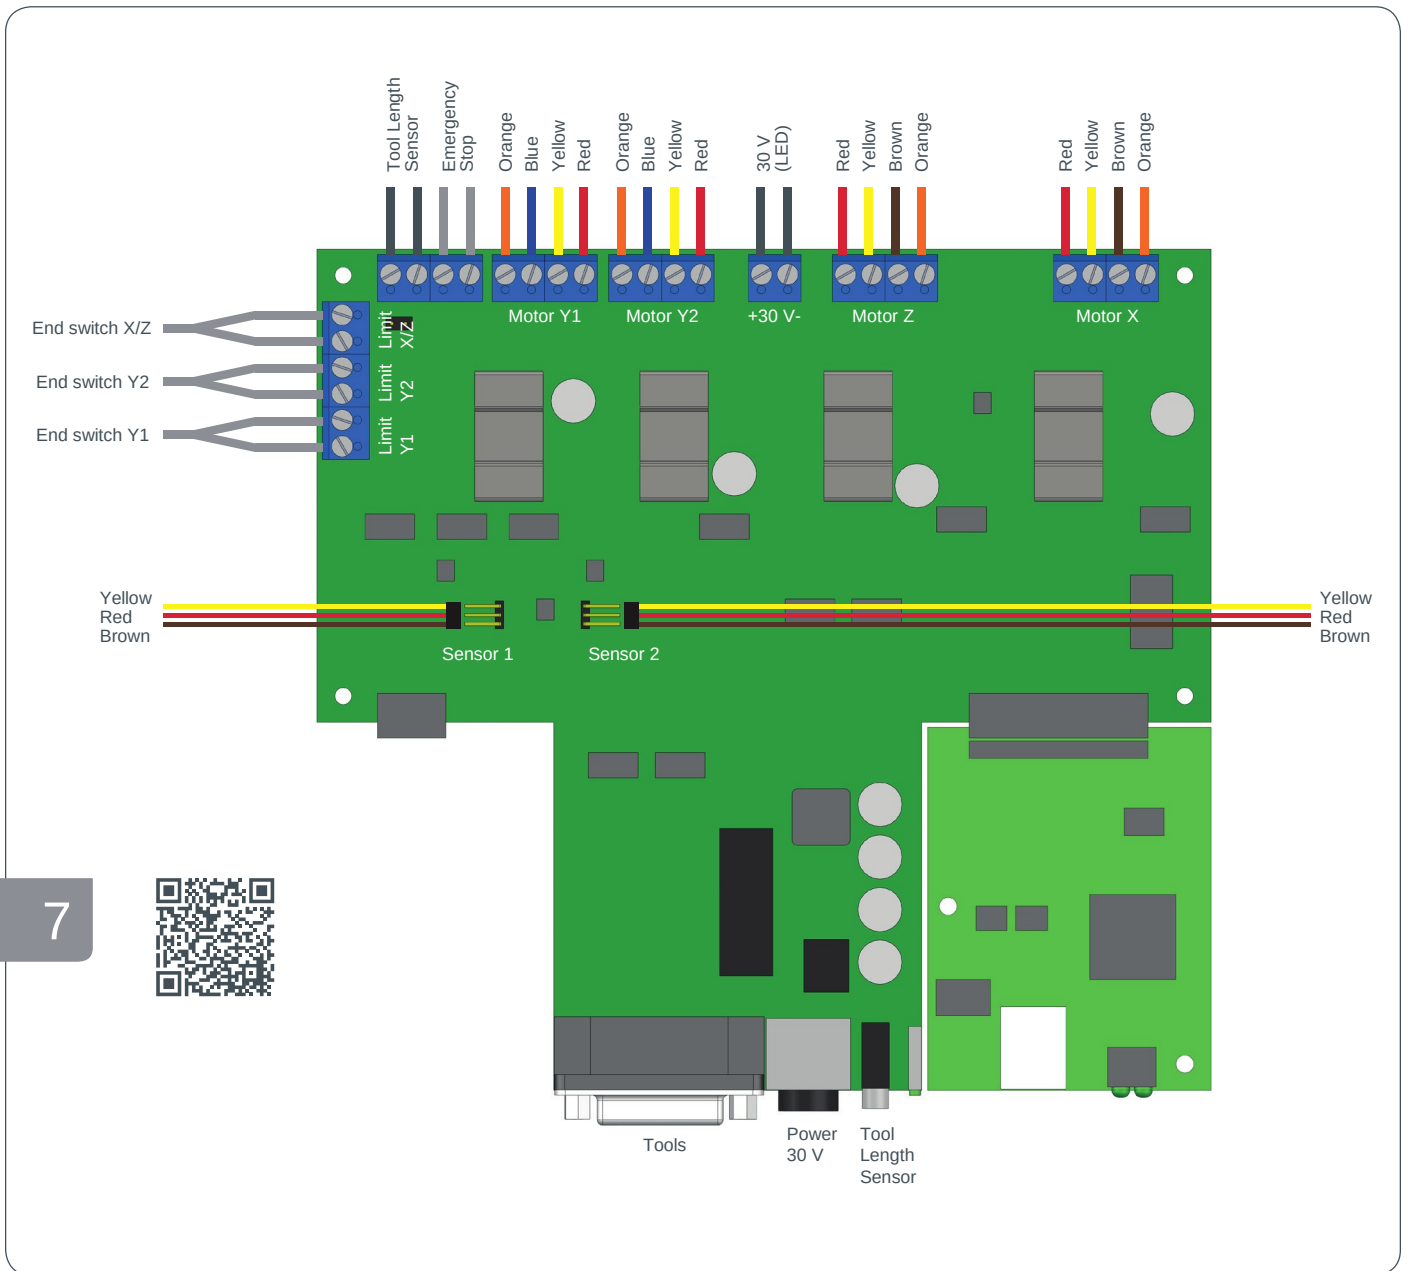 Tool Length
Sensor
Emergency
Stop
Orange
Blue
Yellow
Red
Orange
Blue
Yellow
Red
30 V
(LED)
Red
Yellow
Brown
Orange
Red
Yellow
Brown
Orange
Motor Y1
Motor Y2
+30 V-
Motor Z
Motor X
End switch X/Z
Limit
X/Z
End switch Y2
Limit
Y2
End switch Y1
Limit
Y1
Yellow
Red
Brown
Yellow
Red
Brown
Sensor 1
Sensor 2
7
Tools
Power
30 V
Tool
Length
Sensor